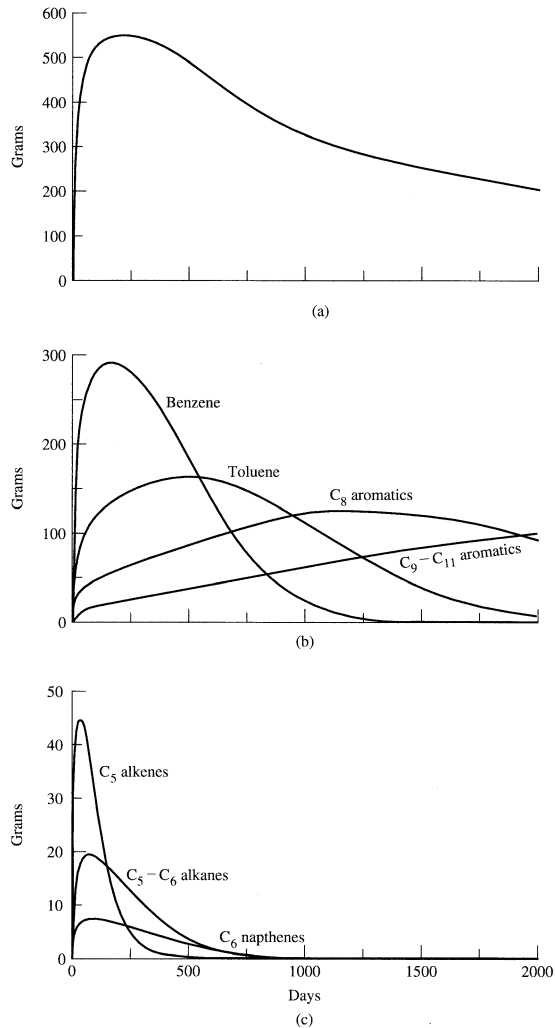 600
500
400
300
200
100
0
Grams
(a)
300
200
100
0
Grams
Benzene
Toluene
C8 aromatics
C9 – C11 aromatics
(b)
50
40
30
20
10
0
Grams
C5 alkenes
C5 – C6 alkanes
C6 napthenes
0 500 1000 1500 2000
Days
(c)